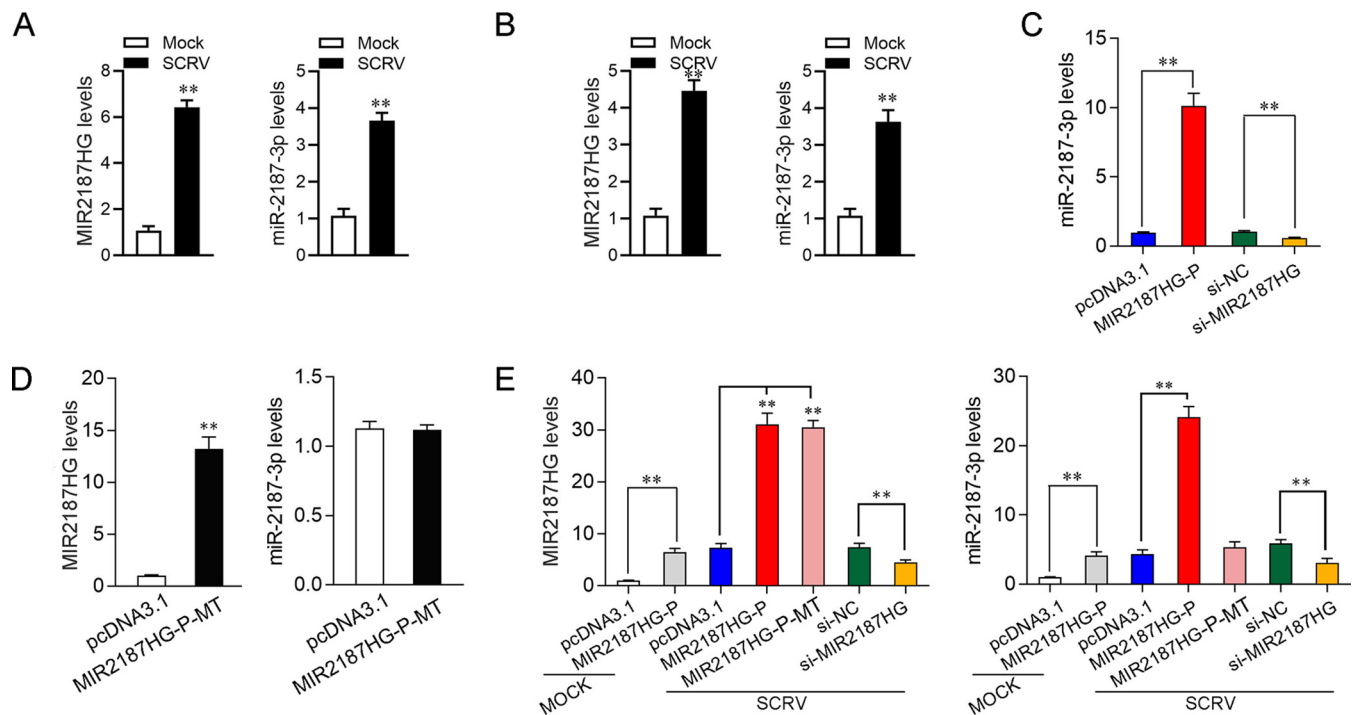 A
Mock
SCRV
MIR2187HG levels
8
6
4
2
0
**
Mock
SCRV
miR-2187-3p levels
5
4
3
2
1
0
**
B
Mock
SCRV
MIR2187HG levels
5
4
3
2
1
0
**
Mock
SCRV
miR-2187-3p levels
5
4
3
2
1
0
**
C
miR-2187-3p levels
15
10
5
0
**
**
pcDNA3.1
MIR2187HG-P
si-NC
si-MIR2187HG
D
MIR2187HG levels
20
15
10
5
0
**
pcDNA3.1
MIR2187HG-P-MT
miR-2187-3p levels
1.5
1.0
0.5
0.0
pcDNA3.1
MIR2187HG-P-MT
E
MIR2187HG levels
40
30
20
10
0
**
**
**
**
pcDNA3.1
MIR2187HG-P
pcDNA3.1
MIR2187HG-P
MIR2187HG-P-MT
si-NC
si-MIR2187HG
MOCK
SCRV
miR-2187-3p levels
30
20
10
0
**
**
**
pcDNA3.1
MIR2187HG-P
pcDNA3.1
MIR2187HG-P
MIR2187HG-P-MT
si-NC
si-MIR2187HG
MOCK
SCRV